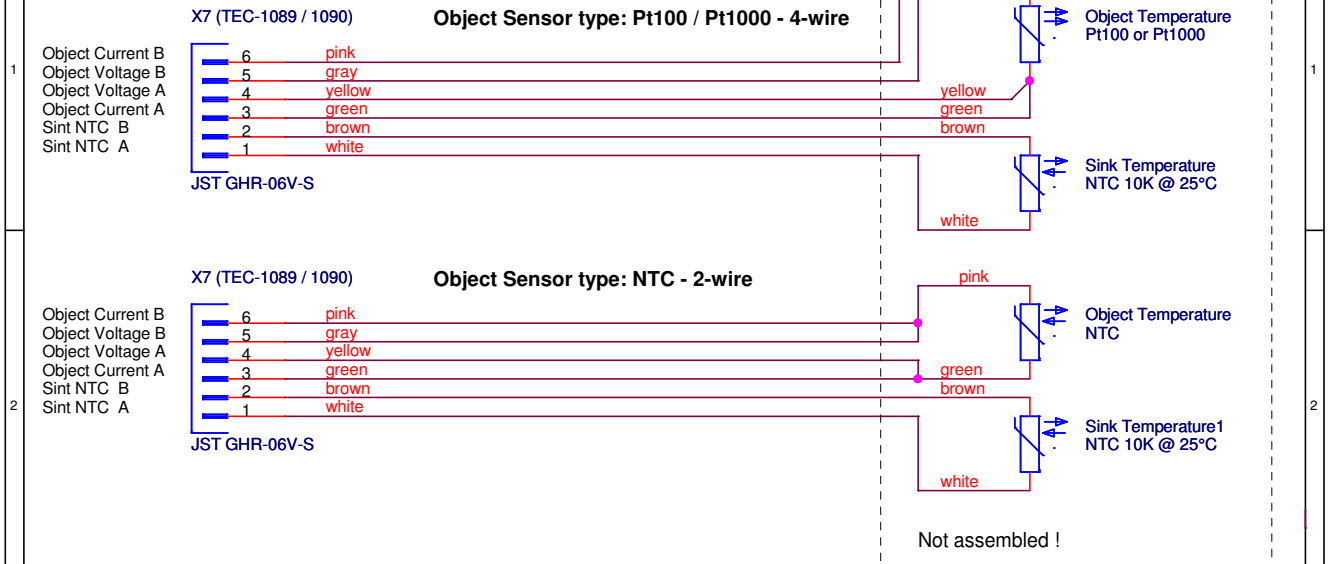 X7 (TEC-1089 / 1090)
Object Sensor type: Pt100 / Pt1000 - 4-wire
Object Temperature
Pt100 or Pt1000
Object Current B 6 pink
Object Voltage B 5 gray
Object Voltage A 4 yellow yellow
Object Current A 3 green green
Sint NTC B 2 brown brown
Sint NTC A 1 white
JST GHR-06V-S
Sink Temperature
NTC 10K @ 25°C
white
1
1
X7 (TEC-1089 / 1090)
Object Sensor type: NTC - 2-wire
pink
Object Current B 6 pink
Object Voltage B 5 gray
Object Voltage A 4 yellow
Object Current A 3 green green
Sint NTC B 2 brown brown
Sint NTC A 1 white
JST GHR-06V-S
Object Temperature
NTC
Sink Temperature1
NTC 10K @ 25°C
white
2
2
Not assembled !